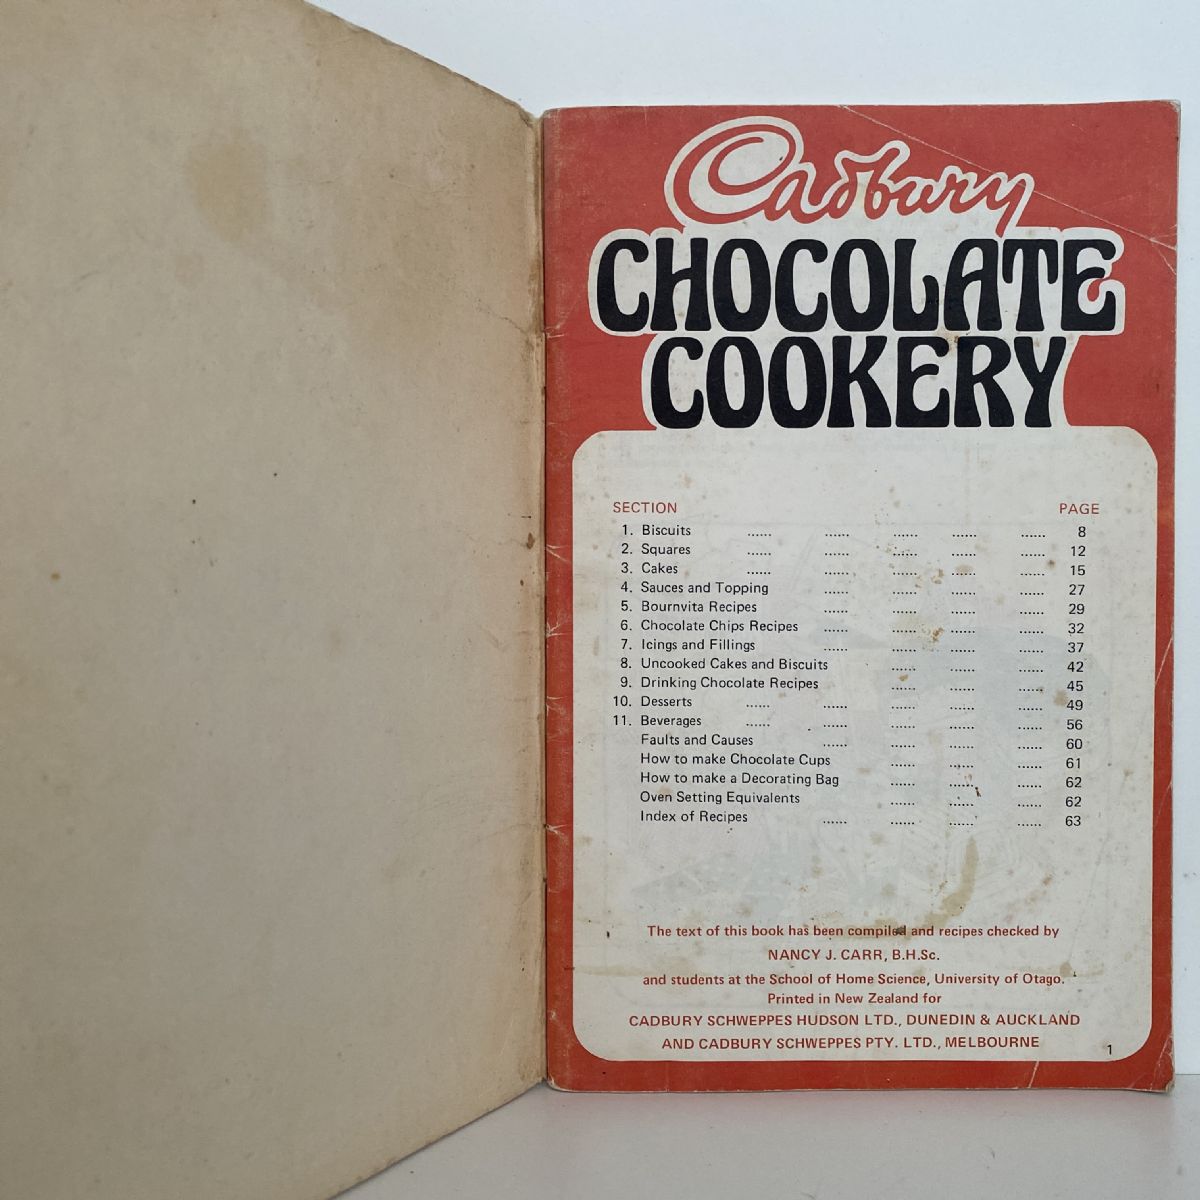 Cadbury
CHOCOLATE
COOKERY
SECTION PAGE
1. Biscuits ...... ...... ...... ...... ...... 8
2. Squares ...... ...... ...... ...... ...... 12
3. Cakes ...... ...... ...... ...... ...... 15
4. Sauces and Topping ...... ...... ...... ...... 27
5. Bournvita Recipes ...... ...... ...... ...... 29
6. Chocolate Chips Recipes ...... ...... ...... ...... 32
7. Icings and Fillings ...... ...... ...... ...... 37
8. Uncooked Cakes and Biscuits ...... ...... ...... 42
9. Drinking Chocolate Recipes ...... ...... ...... 45
10. Desserts ...... ...... ...... ...... ...... 49
11. Beverages ...... ...... ...... ...... ...... 56
Faults and Causes ...... ...... ...... ...... 60
How to make Chocolate Cups ...... ...... ...... 61
How to make a Decorating Bag ...... ...... ...... 62
Oven Setting Equivalents ...... ...... ...... 62
Index of Recipes ...... ...... ...... ...... 63
The text of this book has been compiled and recipes checked by
NANCY J. CARR, B.H.Sc.
and students at the School of Home Science, University of Otago.
Printed in New Zealand for
CADBURY SCHWEPPES HUDSON LTD., DUNEDIN & AUCKLAND
AND CADBURY SCHWEPPES PTY. LTD., MELBOURNE
1